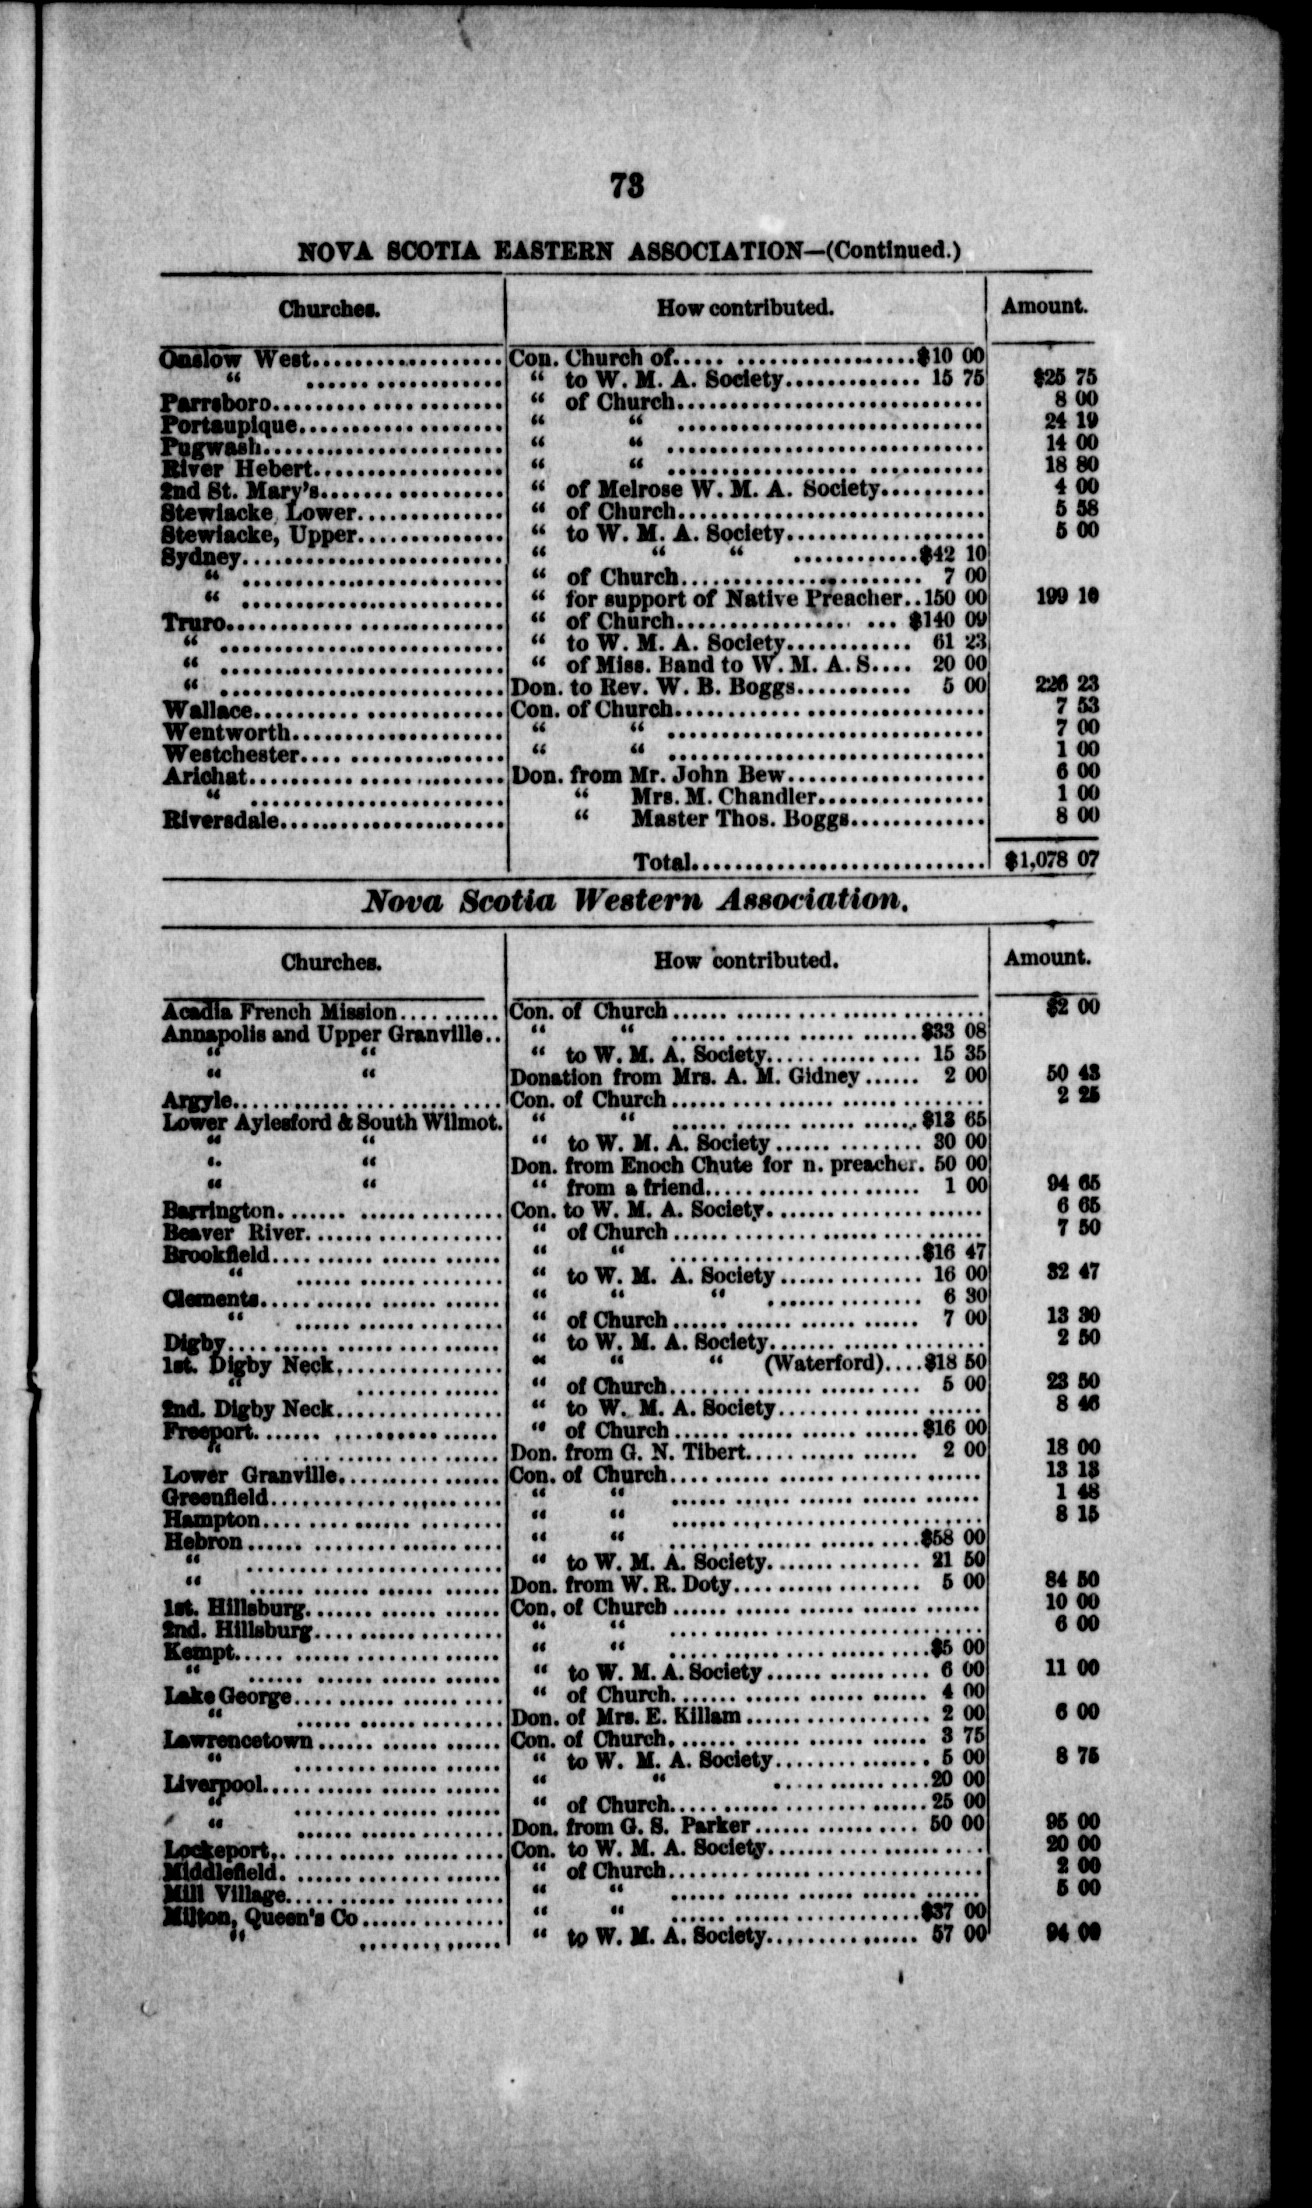 73
NOVA SCOTIA EASTERN ASSOCIATION—(Continued.)
Churches. How contributed. Amount.
Onslow West.................. Con. Church of..... ..................$10 00
“ ...... ............ “ to W. M. A. Society............. 15 75 $25 75
Parrsboro......... ............ “ of Church............................. 8 00
Portaupique................... “ “ ............................. 24 19
Pugwash....................... “ “ .............................. 14 00
River Hebert.................. “ “ .................. ........... 18 80
2nd St. Mary's....... .......... “ of Melrose W. M. A. Society.......... 4 00
Stewiacke, Lower.............. “ of Church............................. 5 58
Stewiacke, Upper.............. “ to W. M. A. Society................... 5 00
Sydney......................... “ “ “ ............$42 10
“ ......................... “ of Church....................... 7 00
“ ......................... “ for support of Native Preacher..150 00 199 10
Truro............ .............. “ of Church................. ... $140 09
“ ........................... “ to W. M. A. Society............ 61 23
“ ........................... “ of Miss. Band to W. M. A. S.... 20 00
“ ........................... Don. to Rev. W. B. Boggs........... 5 00 226 23
Wallace.......... ............. Con. of Church............ ................. 7 53
Wentworth.................... “ “ .............................. 7 00
Westchester.... .............. “ “ .............................. 1 00
Arichat......................... Don. from Mr. John Bew................... 6 00
“ ........................ “ Mrs. M. Chandler................ 1 00
Riversdale..................... “ Master Thos. Boggs............. 8 00
Total............................ $1,078 07
Nova Scotia Western Association.
Churches. How contributed. Amount.
Acadia French Mission.......... Con. of Church ...... ........ .... ........ $2 00
Annapolis and Upper Granville.. “ “ ...... ...... ...... ......$33 08
“ “ “ to W. M. A. Society................ 15 35
“ “ Donation from Mrs. A. M. Gidney ...... 2 00 50 43
Argyle.......................... Con. of Church ............................ 2 25
Lower Aylesford & South Wilmot. “ “ ...... ...... ...... .......$13 65
“ “ “ to W. M. A. Society ...... ........ 30 00
“ “ Don. from Enoch Chute for n. preacher. 50 00
“ “ “ from a friend.................... 1 00 94 65
Barrington....... .............. Con. to W. M. A. Society.................... 6 65
Beaver River................... “ of Church ............................. 7 50
Brookfield.......... ...... ...... “ “ ........................$16 47
“ ...... ............ “ to W. M. A. Society............... 16 00 32 47
Clements........... ...... ...... “ “ “ .............. 6 30
“ ...... ............ “ of Church ...... ...... ...... ...... 7 00 13 30
Digby.......... ................ “ to W. M. A. Society.................... 2 50
1st. Digby Neck................ “ “ “ (Waterford)....$18 50
“ ............ “ of Church....................... 5 00 23 50
2nd. Digby Neck................ “ to W. M. A. Society.................... 8 46
Freeport....... .......... ...... “ of Church ...... ...... ...... ......$16 00
“ .................. Don. from G. N. Tibert................ 2 00 18 00
Lower Granville................ Con. of Church.......... ...... ............ 13 13
Greenfield...................... “ “ ...... ...... ...... ...... ...... 1 48
Hampton....................... “ “ ............................. 8 15
Hebron ...... .................. “ “ ........................$58 00
“ ........................ “ to W. M. A. Society............... 21 50
“ ...... ...... ...... ...... Don. from W. R. Doty.................. 5 00 84 50
1st. Hillsburg....... ...... ...... Con. of Church ...... ...... ...... ...... ...... 10 00
2nd. Hillsburg.................. “ “ ............................. 6 00
Kempt..... ...... ............ “ “ .........................$5 00
“ ...... ...... ...... ...... “ to W. M. A. Society ...... .......... 6 00 11 00
Lake George.................... “ of Church....... ...... ...... ...... 4 00
“ ...... ............ Don. of Mrs. E. Killam .................. 2 00 6 00
Lawrencetown ...... ...... ...... Con. of Church....... ...... ...... ...... 3 75
“ .................. “ to W. M. A. Society............... 5 00 8 75
Liverpool........... ...... ...... “ “ ...............20 00
“ .................. “ of Church........................25 00
“ ...... ............ Don. from G. S. Parker................ 50 00 95 00
Lockeport...................... Con. to W. M. A. Society.................... 20 00
Middlefield..................... “ of Church............................. 2 00
Mill Village.................... “ “ ...... ...... ...... ...... ...... 5 00
Milton, Queen's Co .............. “ “ ...... ..................$37 00
“ .............. “ to W. M. A. Society................ 57 00 94 00